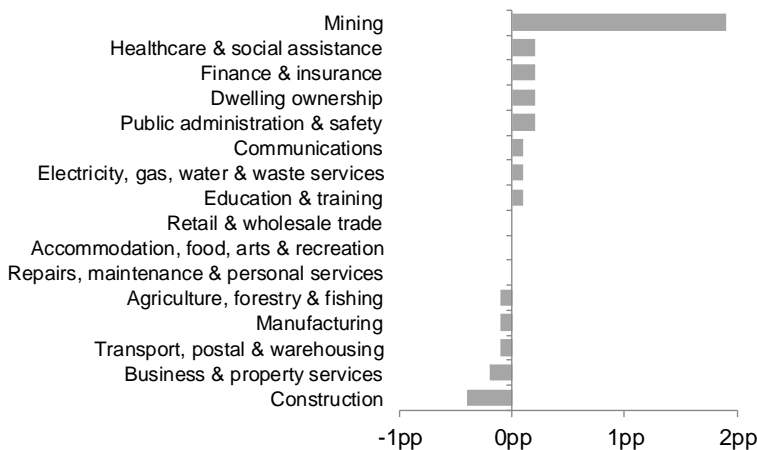 Mining
Healthcare & social assistance
Finance & insurance
Dwelling ownership
Public administration & safety
Communications
Electricity, gas, water & waste services
Education & training
Retail & wholesale trade
Accommodation, food, arts & recreation
Repairs, maintenance & personal services
Agriculture, forestry & fishing
Manufacturing
Transport, postal & warehousing
Business & property services
Construction
-1pp 0pp 1pp 2pp